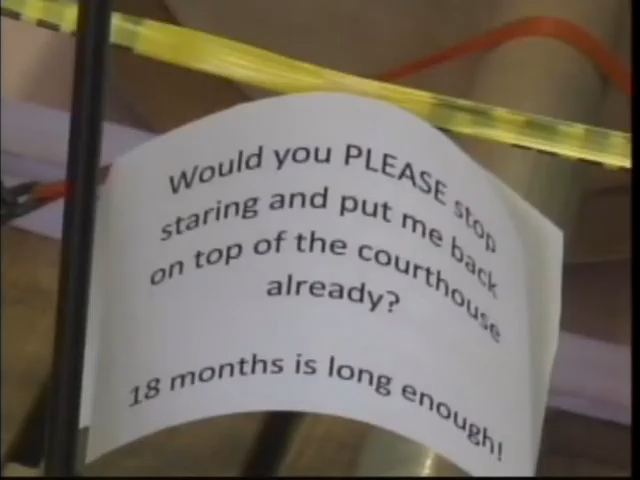 Would you PLEASE stop
staring and put me back
on top of the courthouse
already?
18 months is long enough!